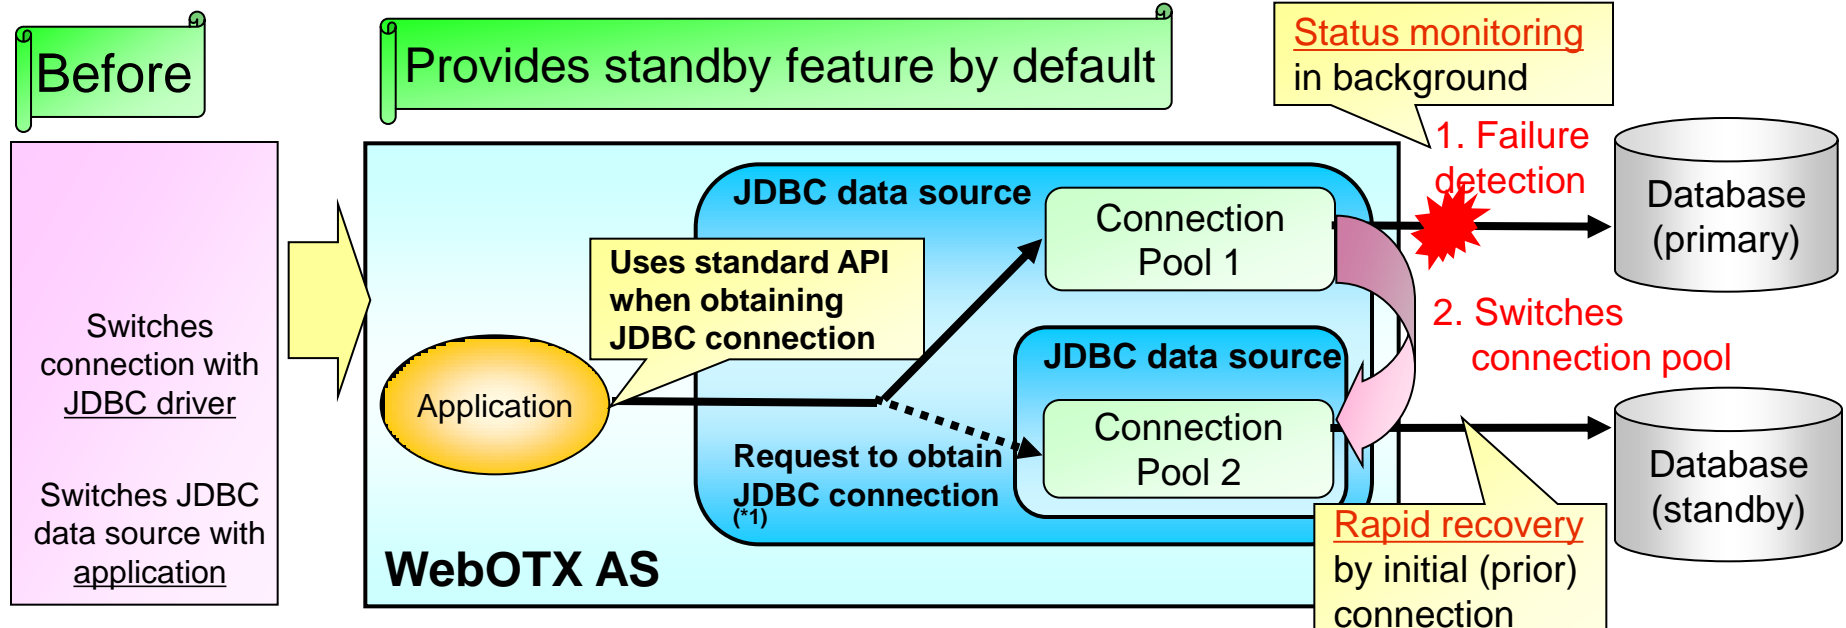 Before
Provides standby feature by default
Status monitoring
in background
Switches
connection with
JDBC driver
Switches JDBC
data source with
application
WebOTX AS
Application
Uses standard API
when obtaining
JDBC connection
JDBC data source
Connection
Pool 1
JDBC data source
Connection
Pool 2
Request to obtain
JDBC connection
(*1)
1. Failure
detection
2. Switches
connection pool
Database
(primary)
Database
(standby)
Rapid recovery
by initial (prior)
connection